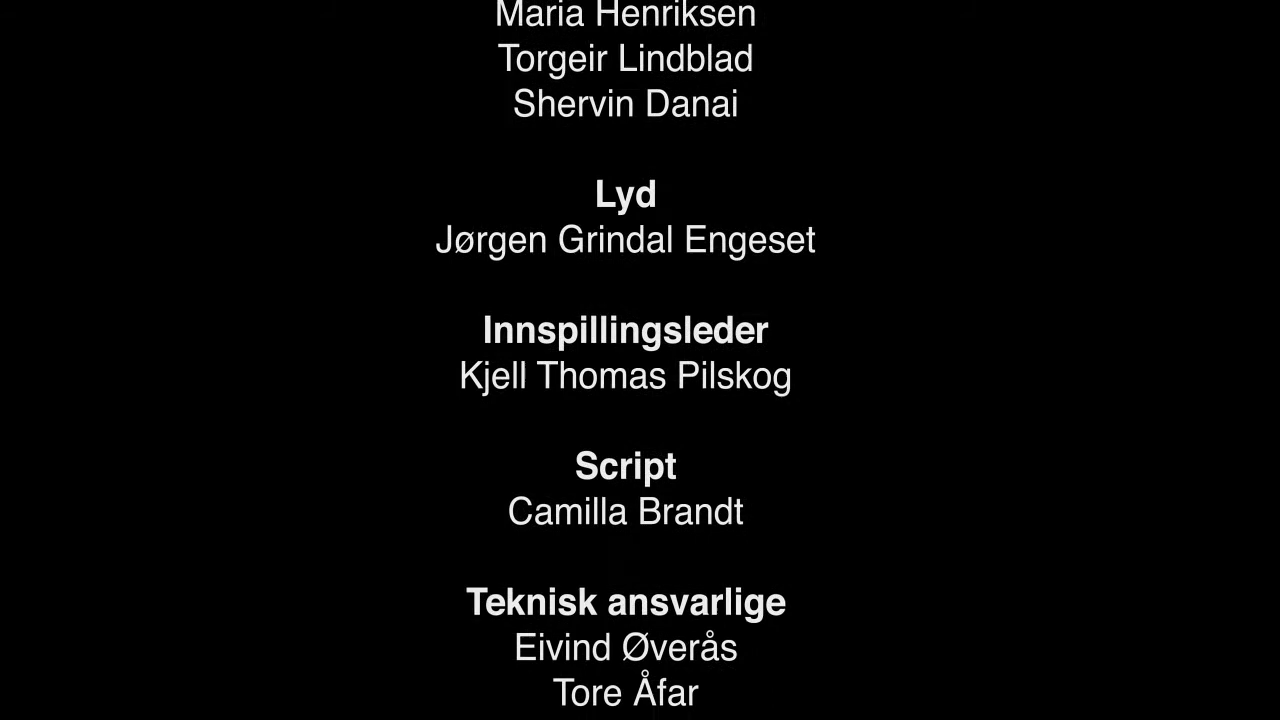 Maria Henriksen
Torgeir Lindblad
Shervin Danai
Lyd
Jørgen Grindal Engeset
Innspillingsleder
Kjell Thomas Pilskog
Script
Camilla Brandt
Teknisk ansvarlige
Eivind Øverås
Tore Åfar